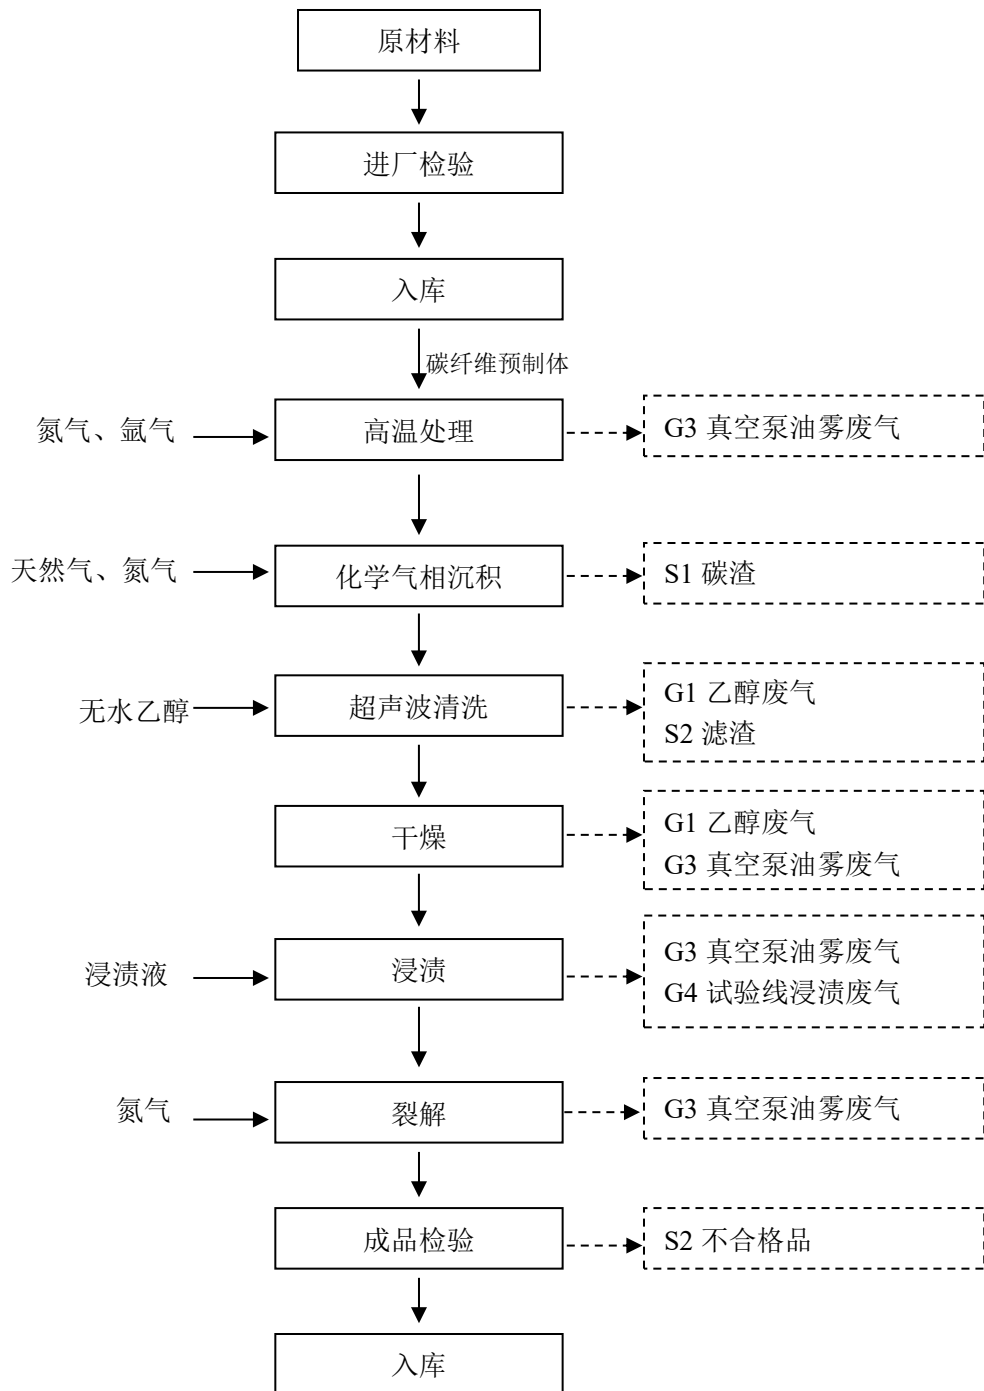 原材料
进厂检验
入库
碳纤维预制体
氮气、氩气
高温处理
G3 真空泵油雾废气
天然气、氮气
化学气相沉积
S1 碳渣
无水乙醇
超声波清洗
G1 乙醇废气
S2 滤渣
干燥
G1 乙醇废气
G3 真空泵油雾废气
浸渍液
浸渍
G3 真空泵油雾废气
G4 试验线浸渍废气
氮气
裂解
G3 真空泵油雾废气
成品检验
S2 不合格品
入库